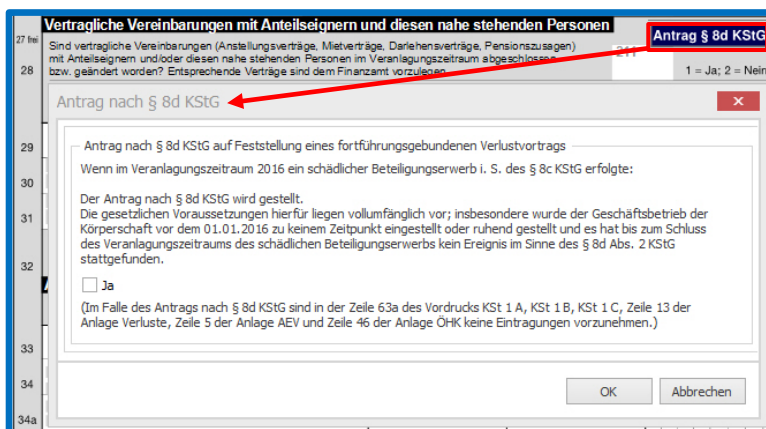 Vertragliche Vereinbarungen mit Anteilseignern und diesen nahe stehenden Personen
Antrag § 8d KStG
27 frei
Sind vertragliche Vereinbarungen (Anstellungsverträge, Mietverträge, Darlehensverträge, Pensionszusagen)
mit Anteilseignern und/oder diesen nahe stehenden Personen im Veranlagungszeitraum abgeschlossen
28
bzw. geändert worden? Entsprechende Verträge sind dem Finanzamt vorzulegen.
1 = Ja; 2 = Nein
Antrag nach § 8d KStG
29
Antrag nach § 8d KStG auf Feststellung eines fortführungsgebundenen Verlustvortrags
Wenn im Veranlagungszeitraum 2016 ein schädlicher Beteiligungserwerb i. S. des § 8c KStG erfolgte:
30
Der Antrag nach § 8d KStG wird gestellt.
Die gesetzlichen Voraussetzungen hierfür liegen vollumfänglich vor; insbesondere wurde der Geschäftsbetrieb der
31
Körperschaft vor dem 01.01.2016 zu keinem Zeitpunkt eingestellt oder ruhend gestellt und es hat bis zum Schluss
des Veranlagungszeitraums des schädlichen Beteiligungserwerbs kein Ereignis im Sinne des § 8d Abs. 2 KStG
stattgefunden.
32
Ja
(Im Falle des Antrags nach § 8d KStG sind in der Zeile 63a des Vordrucks KSt 1 A, KSt 1 B, KSt 1 C, Zeile 13 der
Anlage Verluste, Zeile 5 der Anlage AEV und Zeile 46 der Anlage ÖHK keine Eintragungen vorzunehmen.)
33
34
OK
Abbrechen
34a